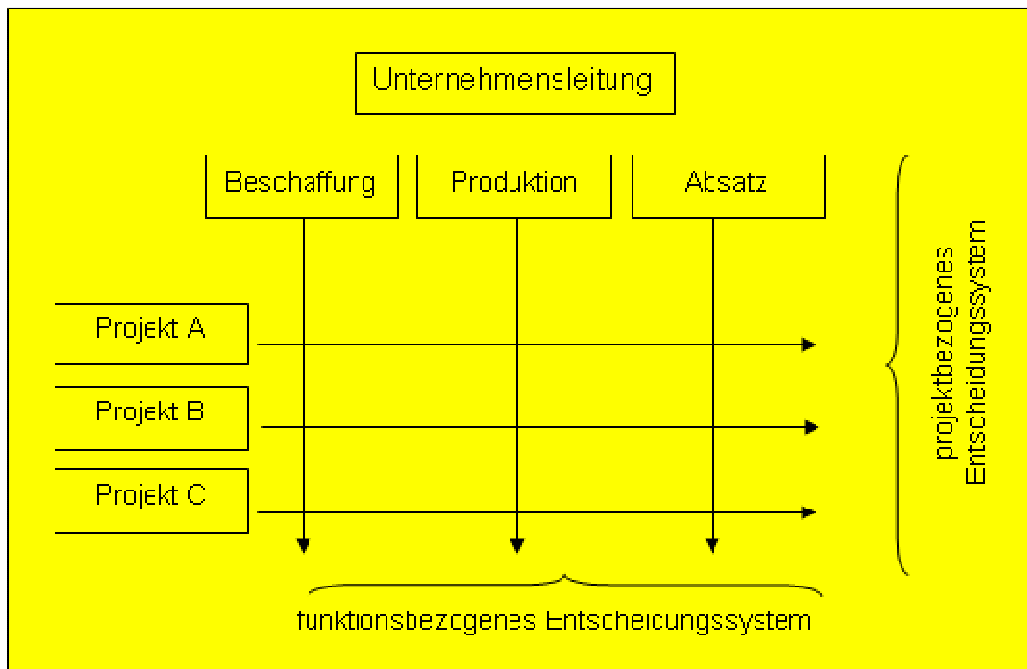 Unternehmensleitung
Beschaffung
Produktion
Absatz
Projekt A
Projekt B
Projekt C
projektbezogenes
Entscheidungssystem
funktionsbezogenes Entscheidungssystem